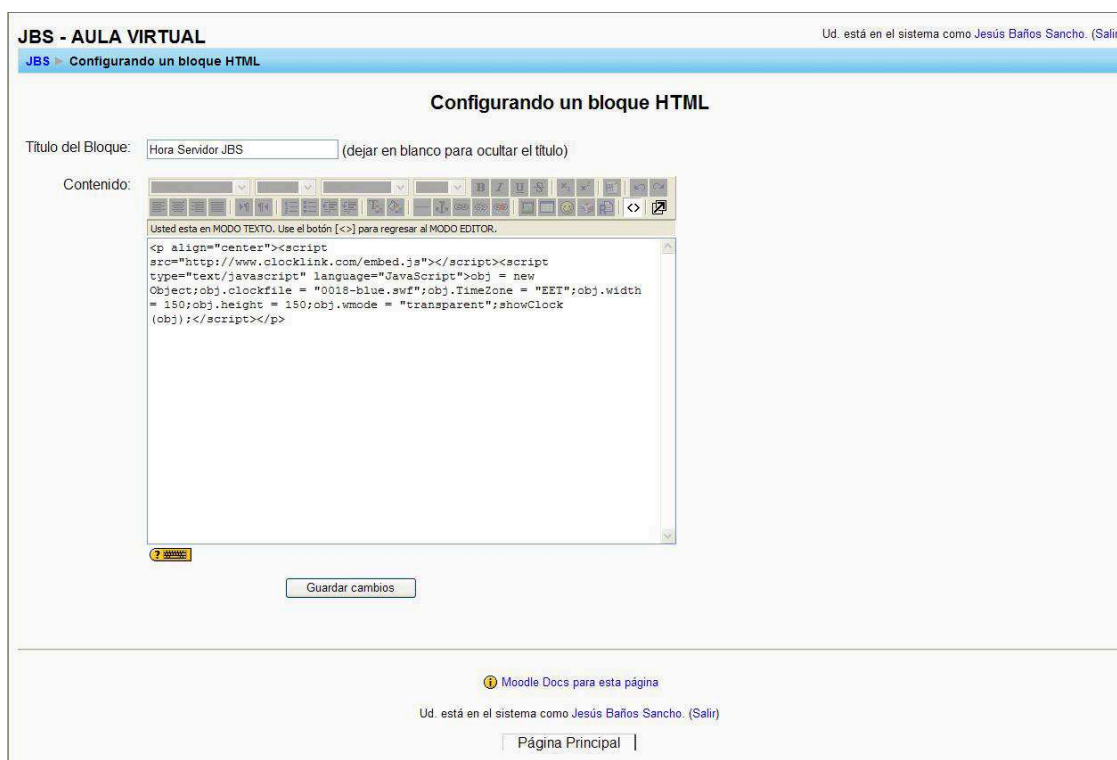 JBS - AULA VIRTUAL
Ud. está en el sistema como Jesús Baños Sancho. (Salir
JBS ► Configurando un bloque HTML
Configurando un bloque HTML
Título del Bloque: Hora Servidor JBS (dejar en blanco para ocultar el título)
Contenido:
B I U S x₂ x²
<>
Usted esta en MODO TEXTO. Use el botón [<>] para regresar al MODO EDITOR.
<p align="center"><script
src="http://www.clocklink.com/embed.js"></script><script
type="text/javascript" language="JavaScript">obj = new
Object;obj.clockfile = "0018-blue.swf";obj.TimeZone = "EET";obj.width
= 150;obj.height = 150;obj.wmode = "transparent";showClock
(obj);</script></p>
?
Guardar cambios
i Moodle Docs para esta página
Ud. está en el sistema como Jesús Baños Sancho. (Salir)
Página Principal